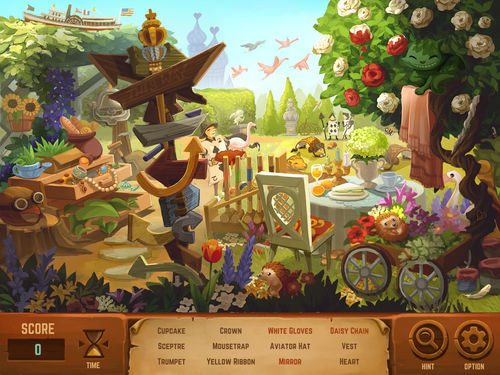 SCORE
0
TIME
CUPCAKE CROWN WHITE GLOVES DAISY CHAIN
SCEPTRE MOUSETRAP AVIATOR HAT VEST
TRUMPET YELLOW RIBBON MIRROR HEART
HINT
OPTION